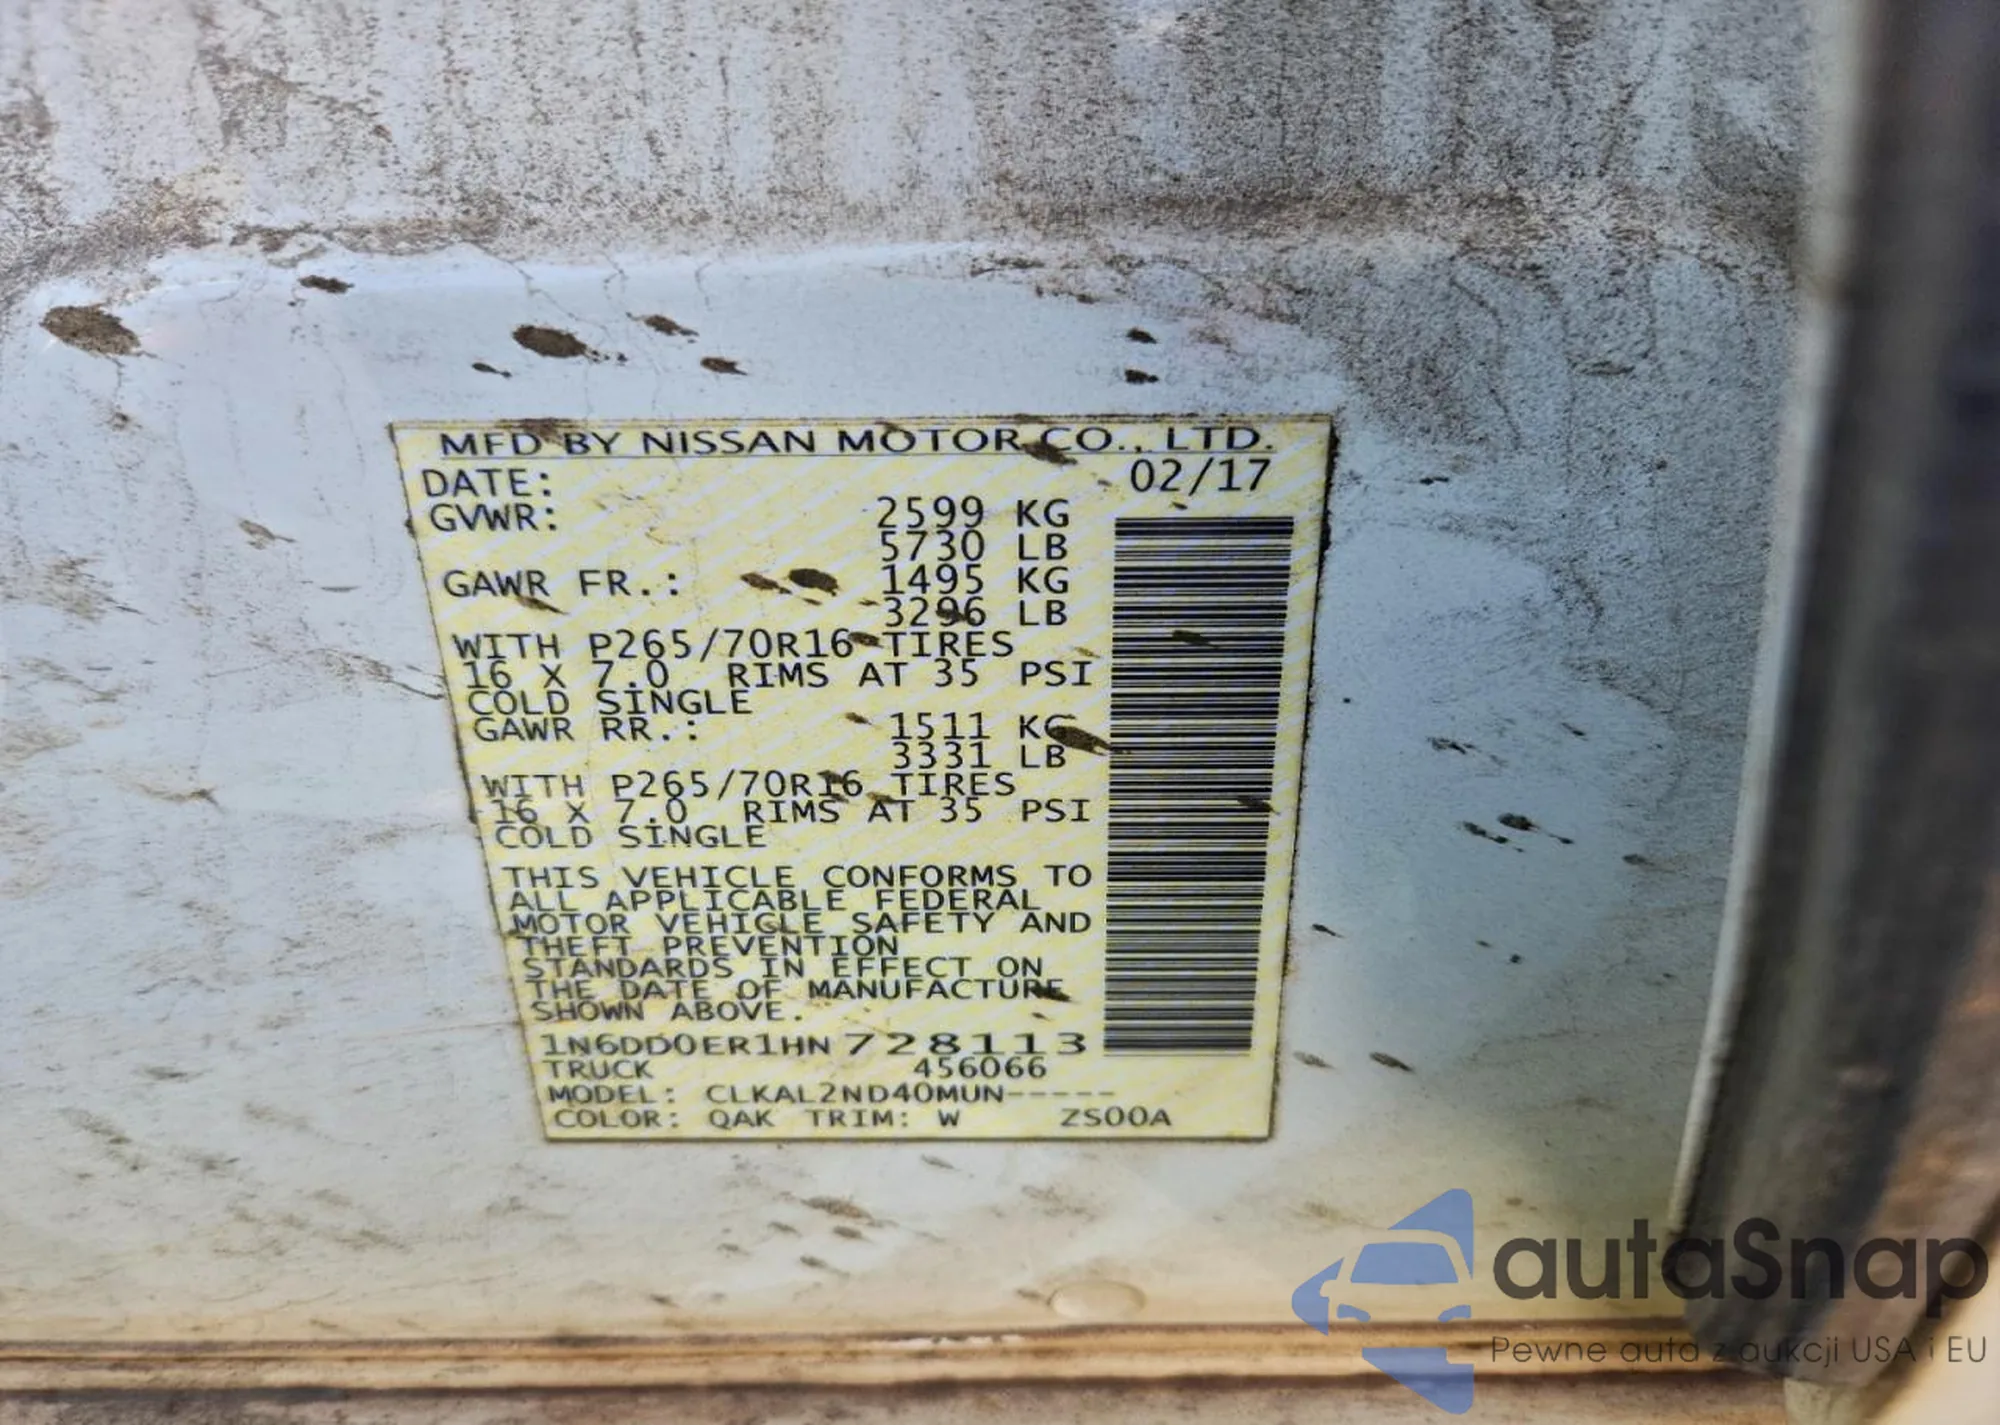 MFD BY NISSAN MOTOR CO., LTD.
DATE: 02/17
GVWR: 2599 KG
5730 LB
GAWR FR.: 1495 KG
3296 LB
WITH P265/70R16 TIRES
16 X 7.0 RIMS AT 35 PSI
COLD SINGLE
GAWR RR.: 1511 KG
3331 LB
WITH P265/70R16 TIRES
16 X 7.0 RIMS AT 35 PSI
COLD SINGLE
THIS VEHICLE CONFORMS TO
ALL APPLICABLE FEDERAL
MOTOR VEHICLE SAFETY AND
THEFT PREVENTION
STANDARDS IN EFFECT ON
THE DATE OF MANUFACTURE
SHOWN ABOVE.
1N6DD0ER1HN728113
TRUCK 456066
MODEL: CLKAL2ND40MUN-----
COLOR: QAK TRIM: W ZS00A
autaSnap
Pewne auta z aukcji USA i EU